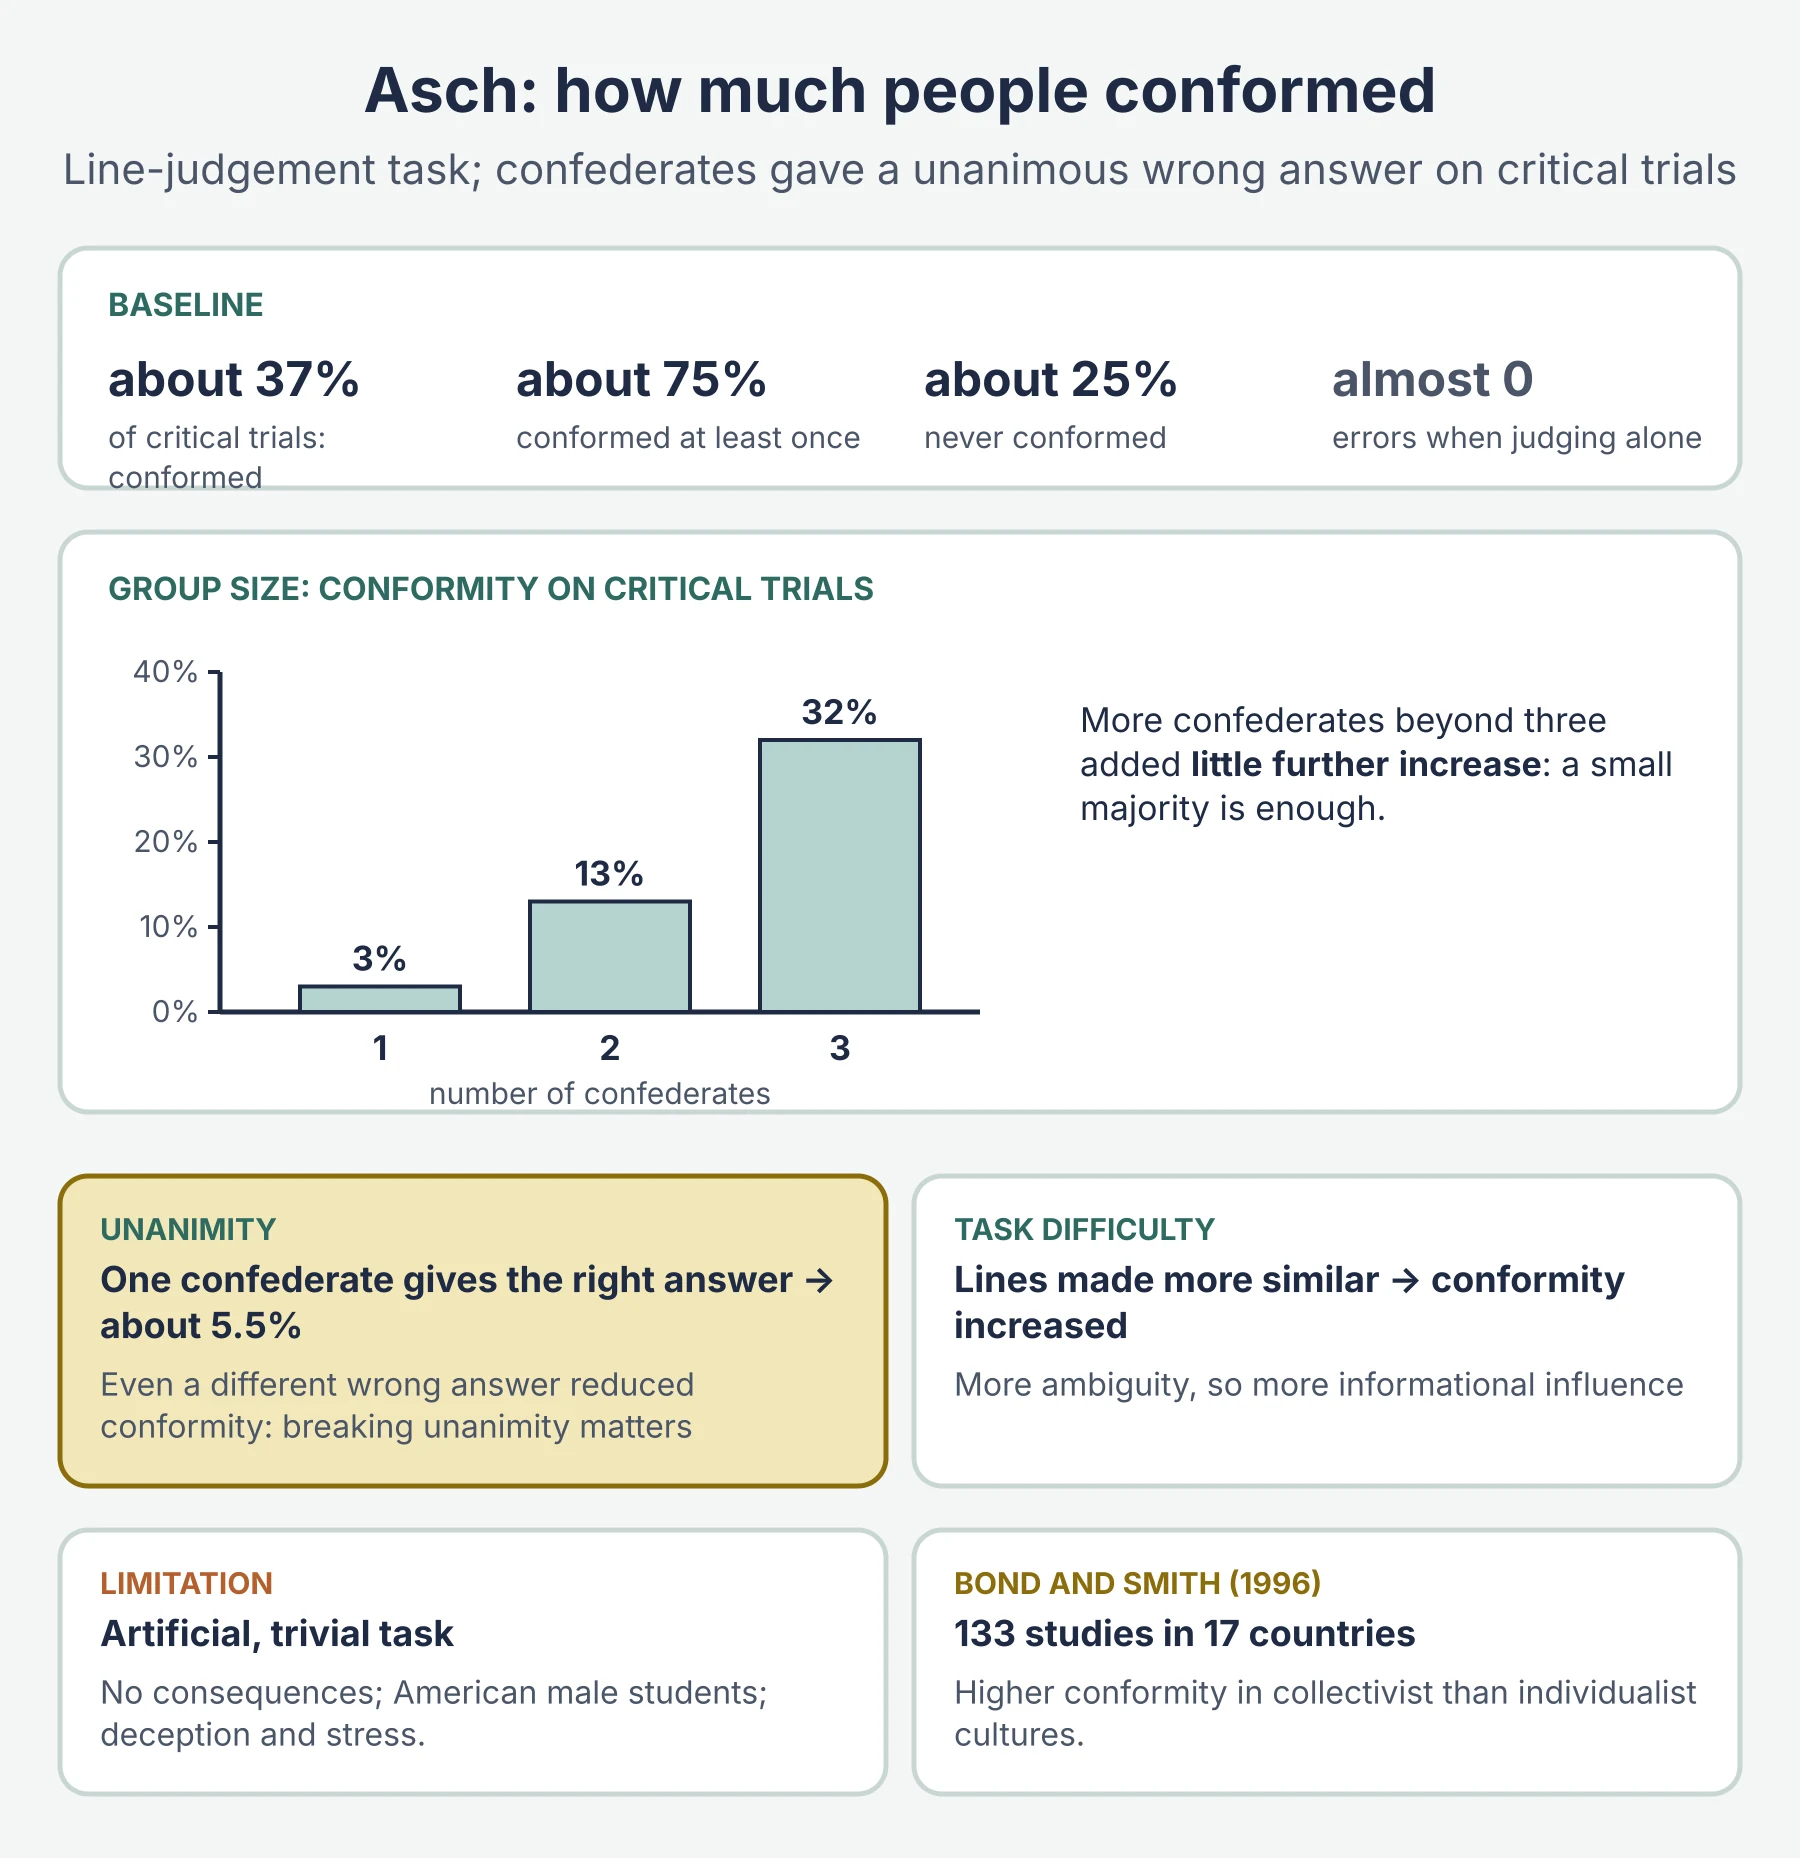 Asch: how much people conformed
Line-judgement task; confederates gave a unanimous wrong answer on critical trials
BASELINE
about 37%
of critical trials:
conformed
about 75%
conformed at least once
about 25%
never conformed
almost 0
errors when judging alone
GROUP SIZE: CONFORMITY ON CRITICAL TRIALS
40%
30%
20%
10%
0%
3%
13%
32%
1
2
3
number of confederates
More confederates beyond three
added little further increase: a small
majority is enough.
UNANIMITY
One confederate gives the right answer →
about 5.5%
Even a different wrong answer reduced
conformity: breaking unanimity matters
TASK DIFFICULTY
Lines made more similar → conformity
increased
More ambiguity, so more informational influence
LIMITATION
Artificial, trivial task
No consequences; American male students;
deception and stress.
BOND AND SMITH (1996)
133 studies in 17 countries
Higher conformity in collectivist than individualist
cultures.